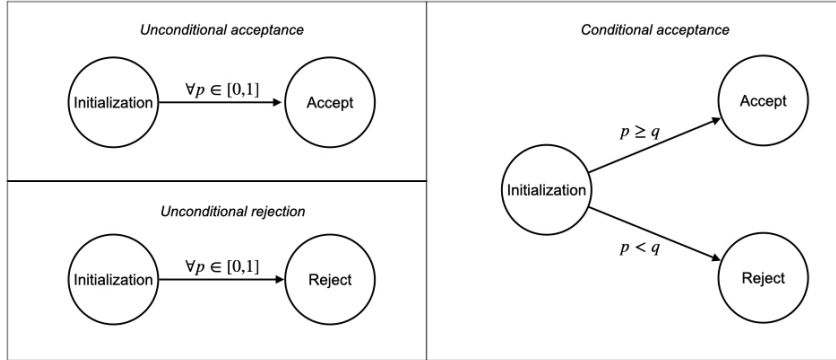 Unconditional acceptance
Initialization
∀p ∈ [0,1]
Accept
Unconditional rejection
Initialization
∀p ∈ [0,1]
Reject
Conditional acceptance
Initialization
p ≥ q
Accept
p < q
Reject